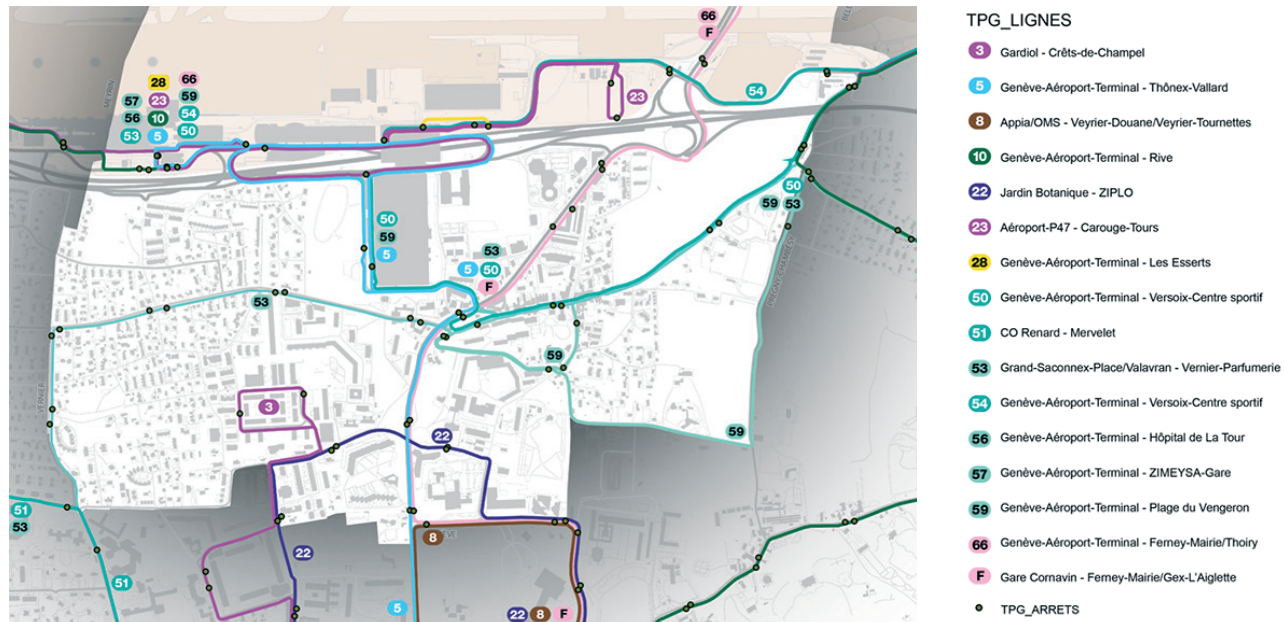 66
F
28
66
57
23
59
56
10
54
53
5
50
MEYRIN
BELLE
54
23
50
59
53
PREGNY-CHAMBESY
50
59
5
53
5
50
F
53
59
VERNIER
3
22
59
51
53
8
22
51
5
22
8
F
TPG_LIGNES
3 Gardiol - Crêts-de-Champel
5 Genève-Aéroport-Terminal - Thônex-Vallard
8 Appia/OMS - Veyrier-Douane/Veyrier-Tournettes
10 Genève-Aéroport-Terminal - Rive
22 Jardin Botanique - ZIPLO
23 Aéroport-P47 - Carouge-Tours
28 Genève-Aéroport-Terminal - Les Esserts
50 Genève-Aéroport-Terminal - Versoix-Centre sportif
51 CO Renard - Mervelet
53 Grand-Saconnex-Place/Valavran - Vernier-Parfumerie
54 Genève-Aéroport-Terminal - Versoix-Centre sportif
56 Genève-Aéroport-Terminal - Hôpital de La Tour
57 Genève-Aéroport-Terminal - ZIMEYSA-Gare
59 Genève-Aéroport-Terminal - Plage du Vengeron
66 Genève-Aéroport-Terminal - Ferney-Mairie/Thoiry
F Gare Cornavin - Ferney-Mairie/Gex-L'Aiglette
TPG_ARRETS